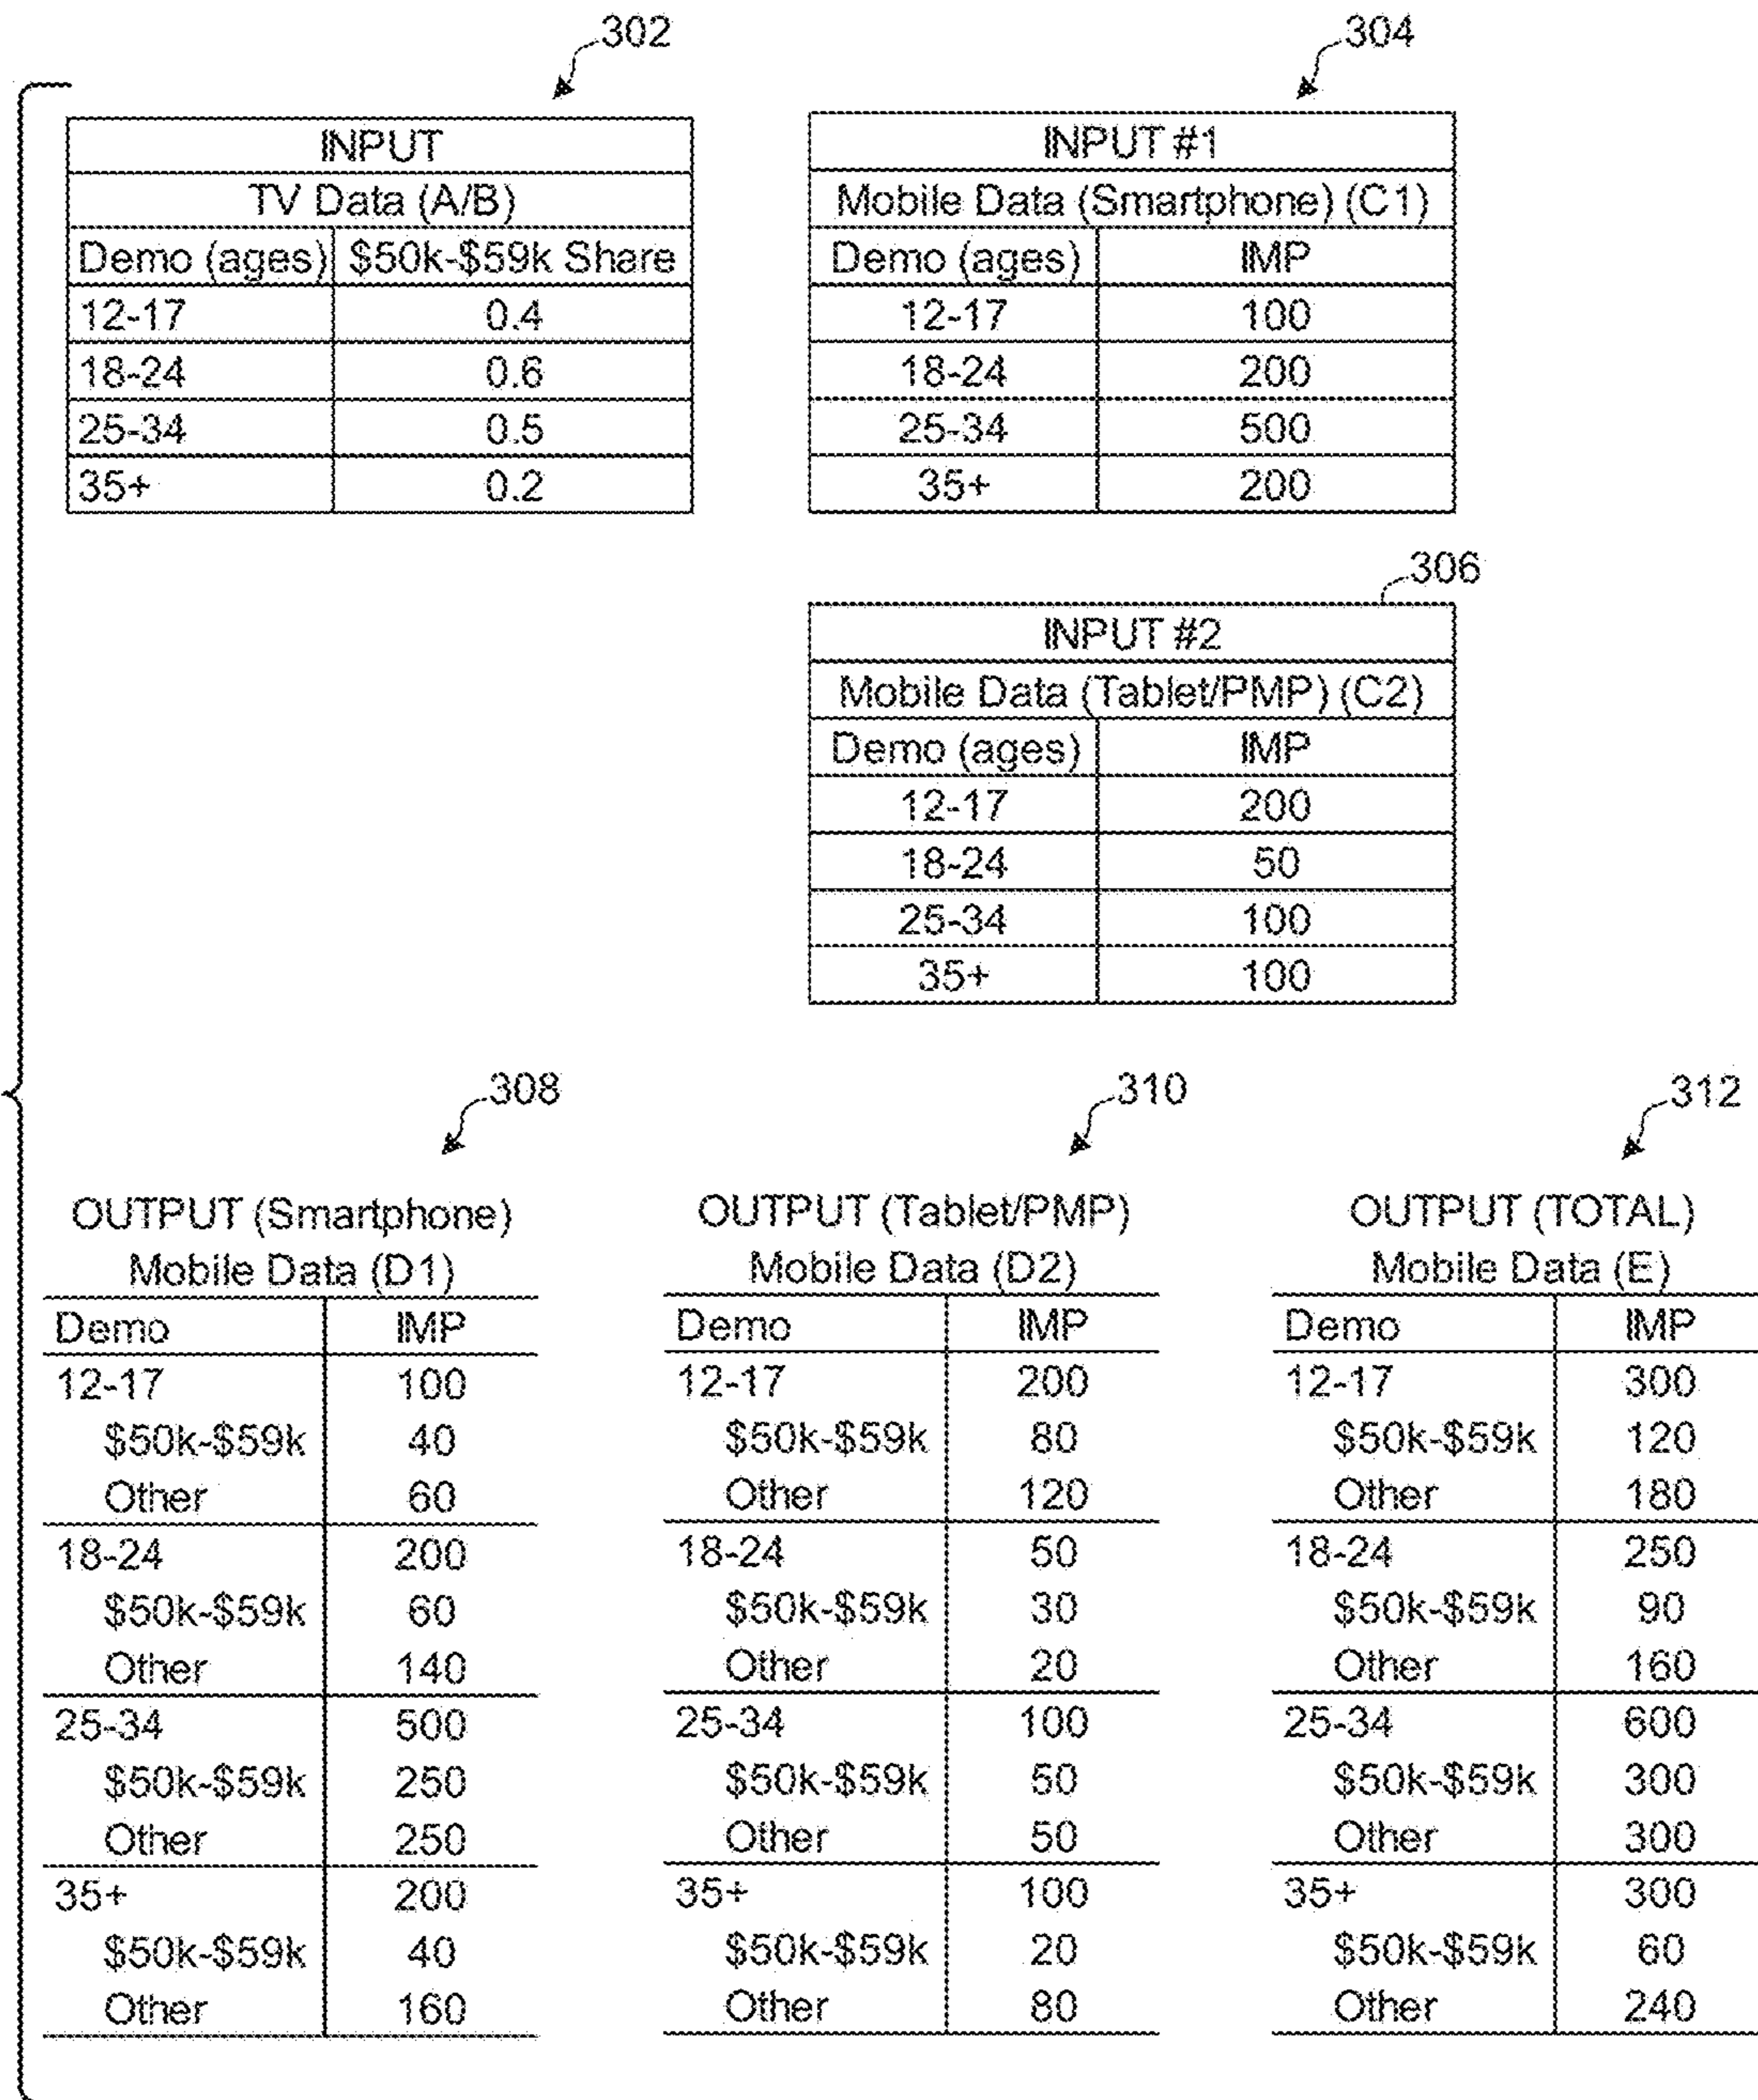 302
INPUT
TV Data (A/B)
Demo (ages) $50k-$59k Share
12-17 0.4
18-24 0.6
25-34 0.5
35+ 0.2
304
INPUT #1
Mobile Data (Smartphone) (C1)
Demo (ages) IMP
12-17 100
18-24 200
25-34 500
35+ 200
306
INPUT #2
Mobile Data (Tablet/PMP) (C2)
Demo (ages) IMP
12-17 200
18-24 50
25-34 100
35+ 100
308
OUTPUT (Smartphone)
Mobile Data (D1)
Demo IMP
12-17 100
$50k-$59k 40
Other 60
18-24 200
$50k-$59k 60
Other 140
25-34 500
$50k-$59k 250
Other 250
35+ 200
$50k-$59k 40
Other 160
310
OUTPUT (Tablet/PMP)
Mobile Data (D2)
Demo IMP
12-17 200
$50k-$59k 80
Other 120
18-24 50
$50k-$59k 30
Other 20
25-34 100
$50k-$59k 50
Other 50
35+ 100
$50k-$59k 20
Other 80
312
OUTPUT (TOTAL)
Mobile Data (E)
Demo IMP
12-17 300
$50k-$59k 120
Other 180
18-24 250
$50k-$59k 90
Other 160
25-34 600
$50k-$59k 300
Other 300
35+ 300
$50k-$59k 60
Other 240